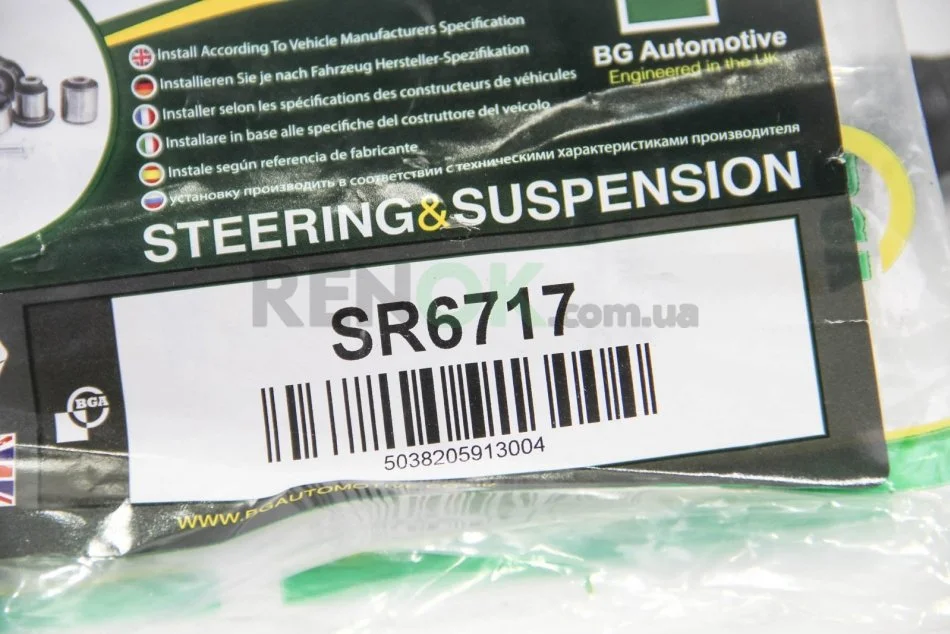 BG Automotive
Engineered in the UK
Install According To Vehicle Manufacturers Specification
Installieren Sie je nach Fahrzeug Hersteller-Spezifikation
Installer selon les spécifications des constructeurs de véhicules
Installare in base alle specifiche del costruttore del veicolo
Instale según referencia de fabricante
установку производить в соответствии с техническими характеристиками производителя
STEERING&SUSPENSION
RENOK.com.ua
SR6717
BGA
5038205913004